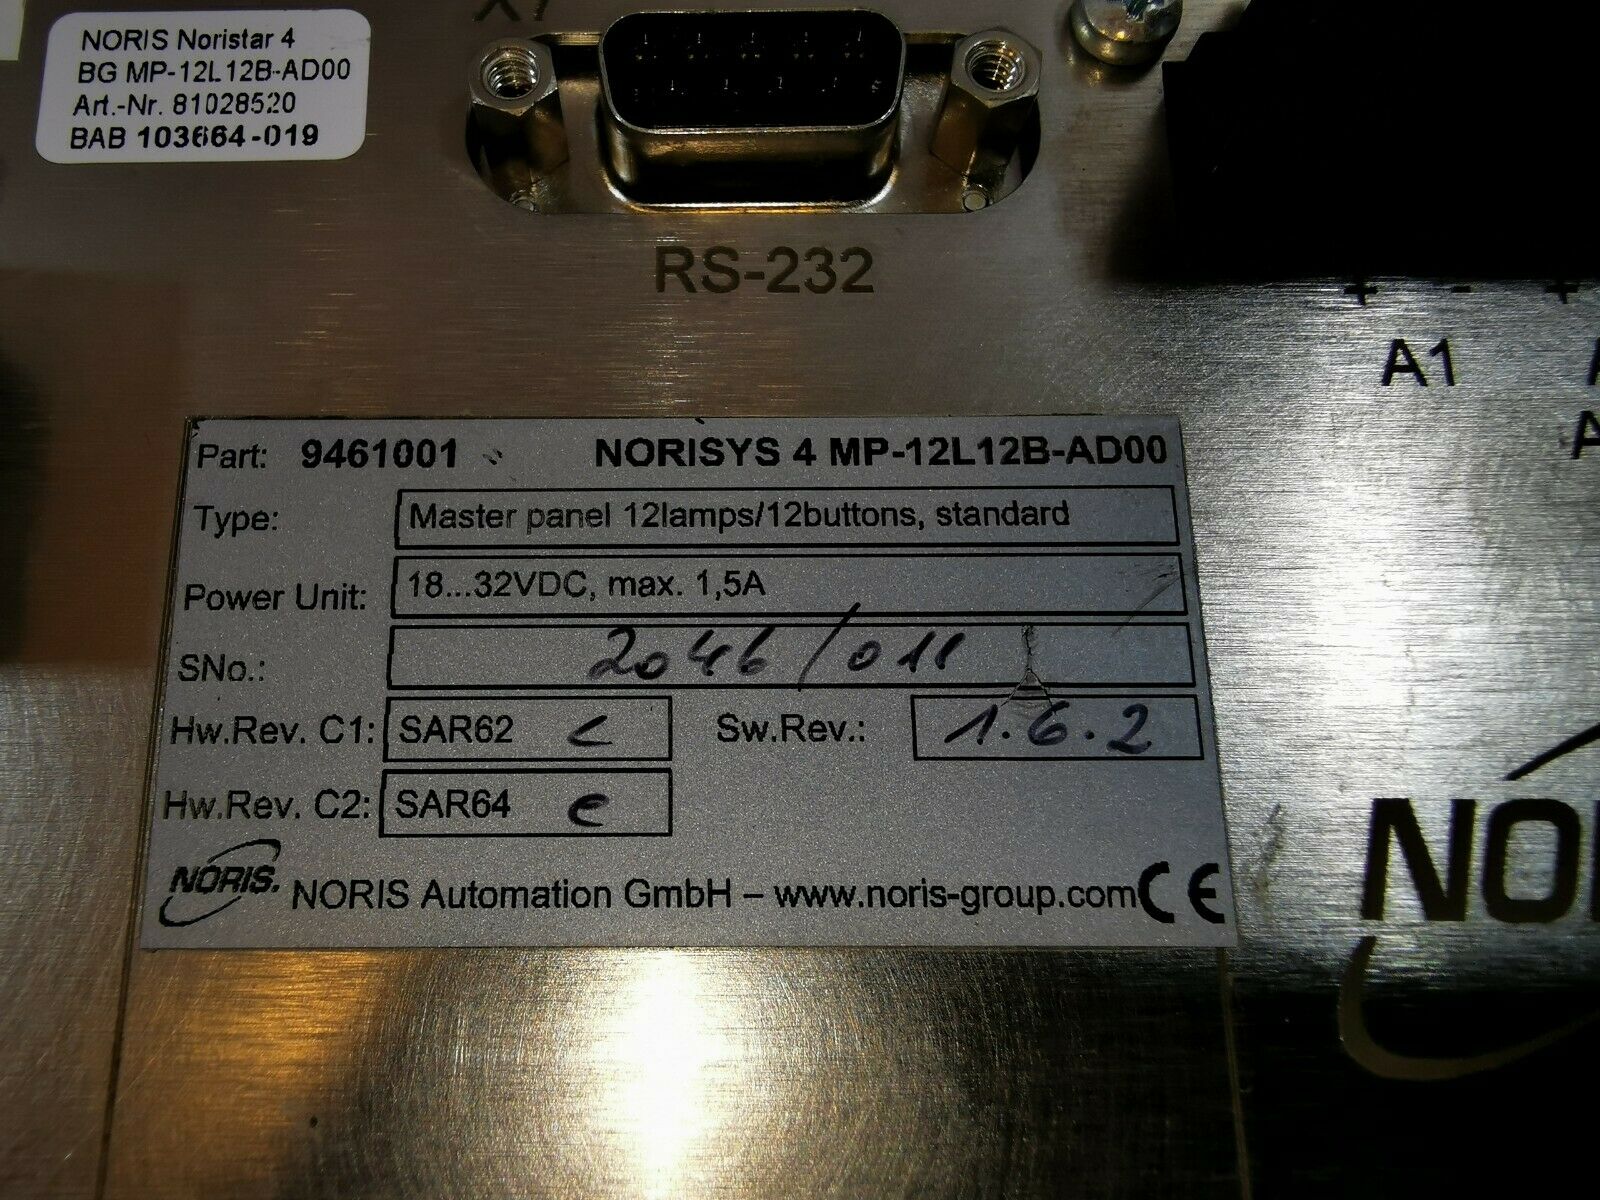 X1
NORIS Noristar 4
BG MP-12L12B-AD00
Art.-Nr. 81028520
BAB 103664-019
RS-232
+ - +
A1
Part: 9461001 NORISYS 4 MP-12L12B-AD00
Type: Master panel 12lamps/12buttons, standard
Power Unit: 18...32VDC, max. 1,5A
SNo.: 2046/011
Hw.Rev. C1: SAR62 c Sw.Rev.: 1.6.2
Hw.Rev. C2: SAR64 e
NORIS. NORIS Automation GmbH – www.noris-group.com CE
NO